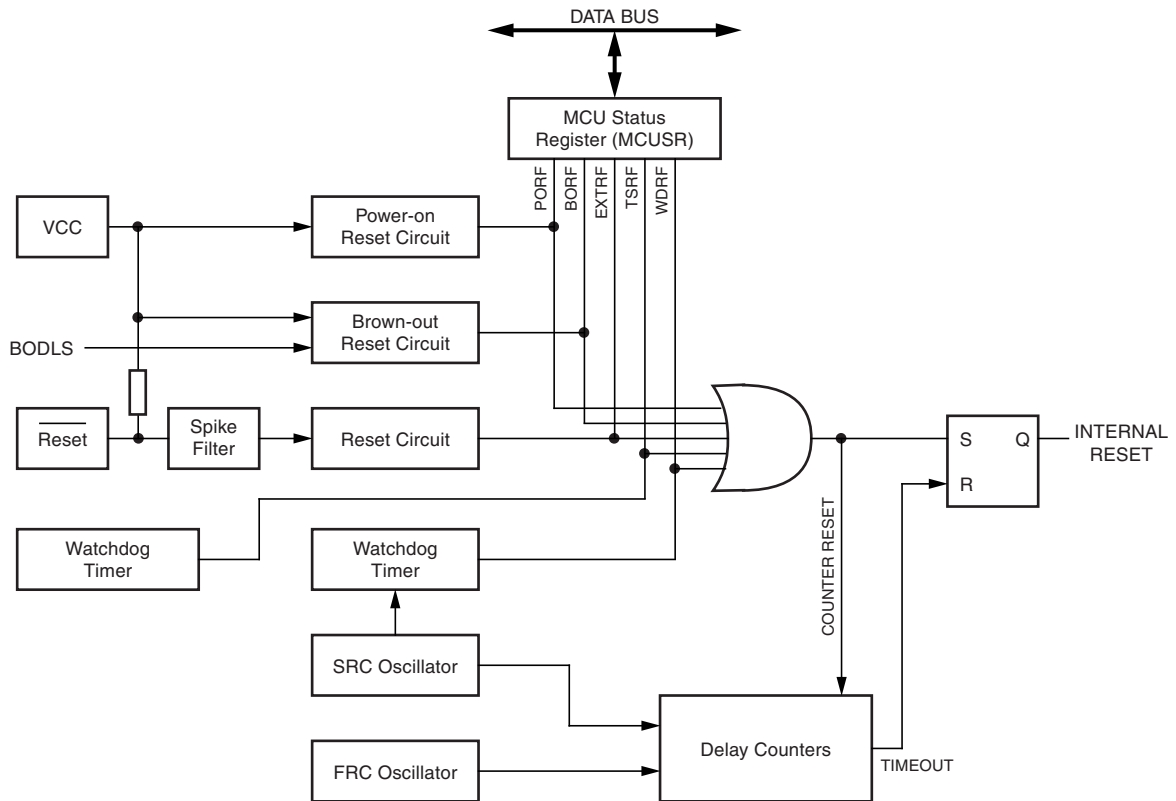 DATA BUS
MCU Status
Register (MCUSR)
PORF
BORF
EXTRF
TSRF
WDRF
VCC
Power-on
Reset Circuit
Brown-out
Reset Circuit
BODLS
Reset
Spike
Filter
Reset Circuit
S
Q
R
INTERNAL
RESET
Watchdog
Timer
Watchdog
Timer
COUNTER RESET
SRC Oscillator
Delay Counters
TIMEOUT
FRC Oscillator